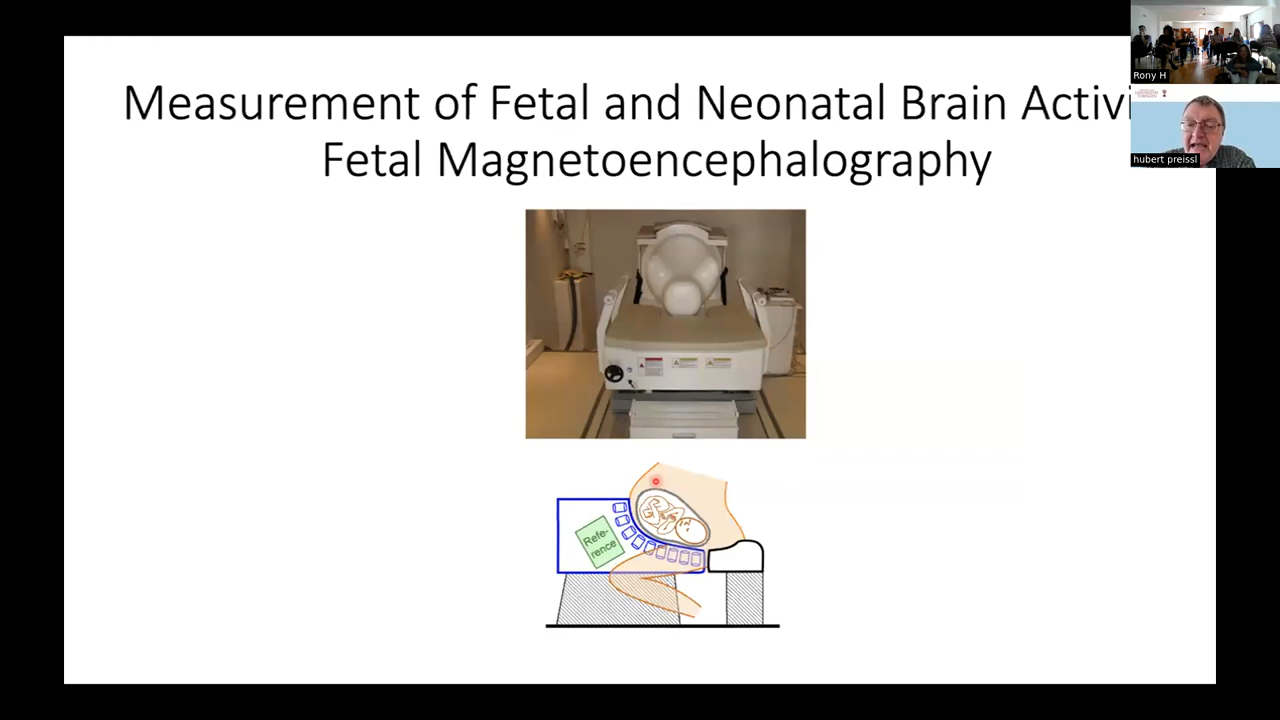 Measurement of Fetal and Neonatal Brain Activi
Fetal Magnetoencephalography
Rony H
hubert preissl
Refe-
rence